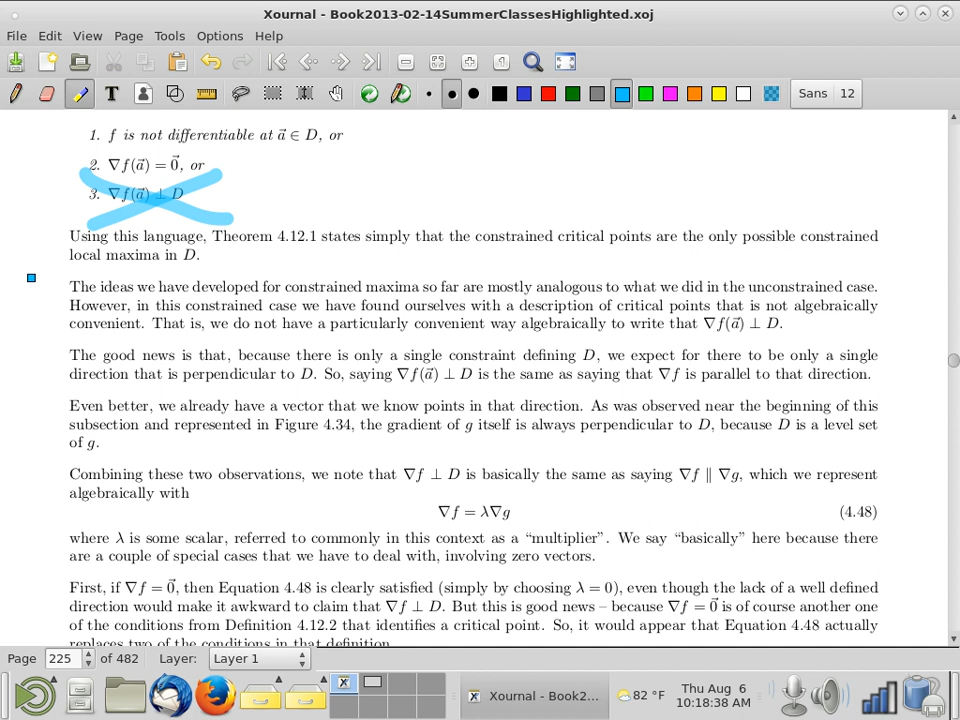 Xournal - Book2013-02-14SummerClassesHighlighted.xoj
File Edit View Page Tools Options Help
T Sans 12
1. f is not differentiable at a⃗ ∈ D, or
2. ∇f(a⃗) = 0⃗, or
3. ∇f(a⃗) ⊥ D
Using this language, Theorem 4.12.1 states simply that the constrained critical points are the only possible constrained
local maxima in D.
The ideas we have developed for constrained maxima so far are mostly analogous to what we did in the unconstrained case.
However, in this constrained case we have found ourselves with a description of critical points that is not algebraically
convenient. That is, we do not have a particularly convenient way algebraically to write that ∇f(a⃗) ⊥ D.
The good news is that, because there is only a single constraint defining D, we expect for there to be only a single
direction that is perpendicular to D. So, saying ∇f(a⃗) ⊥ D is the same as saying that ∇f is parallel to that direction.
Even better, we already have a vector that we know points in that direction. As was observed near the beginning of this
subsection and represented in Figure 4.34, the gradient of g itself is always perpendicular to D, because D is a level set
of g.
Combining these two observations, we note that ∇f ⊥ D is basically the same as saying ∇f ∥ ∇g, which we represent
algebraically with
∇f = λ∇g (4.48)
where λ is some scalar, referred to commonly in this context as a “multiplier”. We say “basically” here because there
are a couple of special cases that we have to deal with, involving zero vectors.
First, if ∇f = 0⃗, then Equation 4.48 is clearly satisfied (simply by choosing λ = 0), even though the lack of a well defined
direction would make it awkward to claim that ∇f ⊥ D. But this is good news – because ∇f = 0⃗ is of course another one
of the conditions from Definition 4.12.2 that identifies a critical point. So, it would appear that Equation 4.48 actually
replaces two of the conditions in that definition.
Page 225 of 482 Layer: Layer 1
Xournal - Book2... 82 °F Thu Aug 6
10:18:38 AM